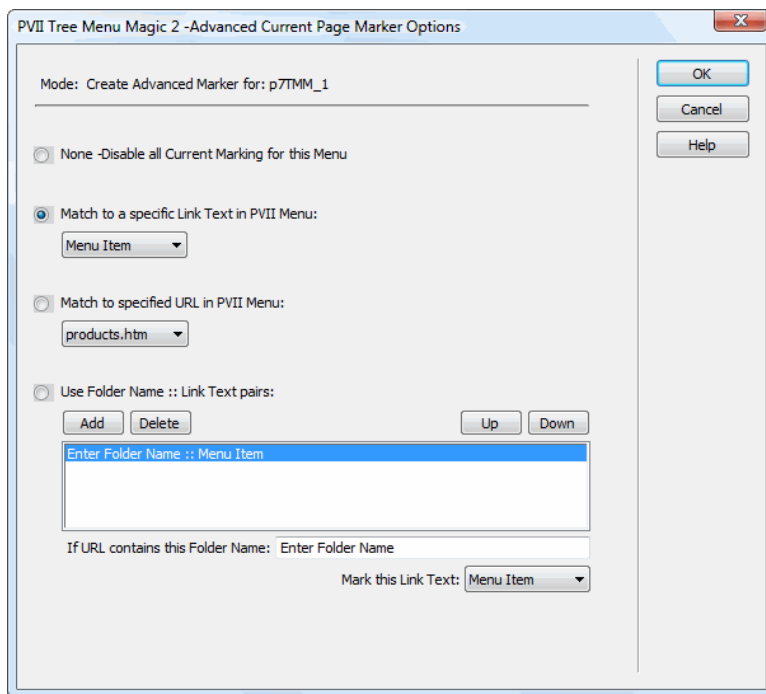 PVII Tree Menu Magic 2 -Advanced Current Page Marker Options
Mode: Create Advanced Marker for: p7TMM_1
OK
Cancel
Help
None -Disable all Current Marking for this Menu
Match to a specific Link Text in PVII Menu:
Menu Item
Match to specified URL in PVII Menu:
products.htm
Use Folder Name :: Link Text pairs:
Add Delete Up Down
Enter Folder Name :: Menu Item
If URL contains this Folder Name: Enter Folder Name
Mark this Link Text: Menu Item